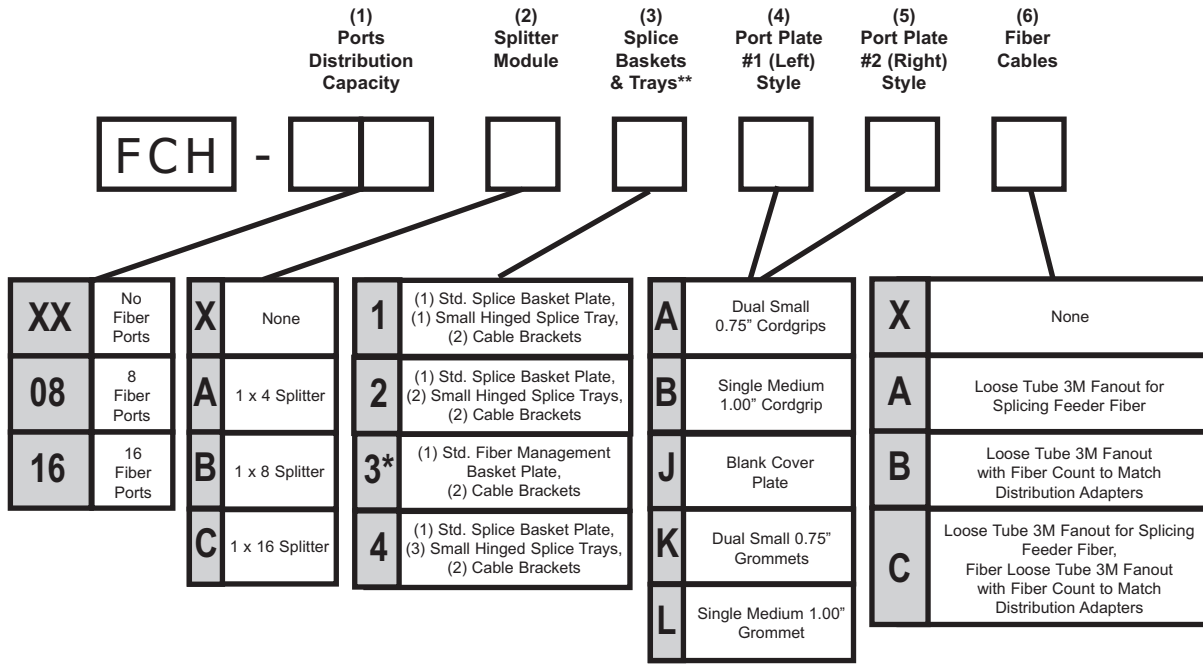 (1)
Ports
Distribution
Capacity
(2)
Splitter
Module
(3)
Splice
Baskets
& Trays**
(4)
Port Plate
#1 (Left)
Style
(5)
Port Plate
#2 (Right)
Style
(6)
Fiber
Cables
FCH -
XX
No
Fiber
Ports
08
8
Fiber
Ports
16
16
Fiber
Ports
X
None
A
1 x 4 Splitter
B
1 x 8 Splitter
C
1 x 16 Splitter
1
(1) Std. Splice Basket Plate,
(1) Small Hinged Splice Tray,
(2) Cable Brackets
2
(1) Std. Splice Basket Plate,
(2) Small Hinged Splice Trays,
(2) Cable Brackets
3*
(1) Std. Fiber Management
Basket Plate,
(2) Cable Brackets
4
(1) Std. Splice Basket Plate,
(3) Small Hinged Splice Trays,
(2) Cable Brackets
A
Dual Small
0.75” Cordgrips
B
Single Medium
1.00” Cordgrip
J
Blank Cover
Plate
K
Dual Small 0.75”
Grommets
L
Single Medium 1.00”
Grommet
X
None
A
Loose Tube 3M Fanout for
Splicing Feeder Fiber
B
Loose Tube 3M Fanout
with Fiber Count to Match
Distribution Adapters
C
Loose Tube 3M Fanout for Splicing
Feeder Fiber,
Fiber Loose Tube 3M Fanout
with Fiber Count to Match
Distribution Adapters